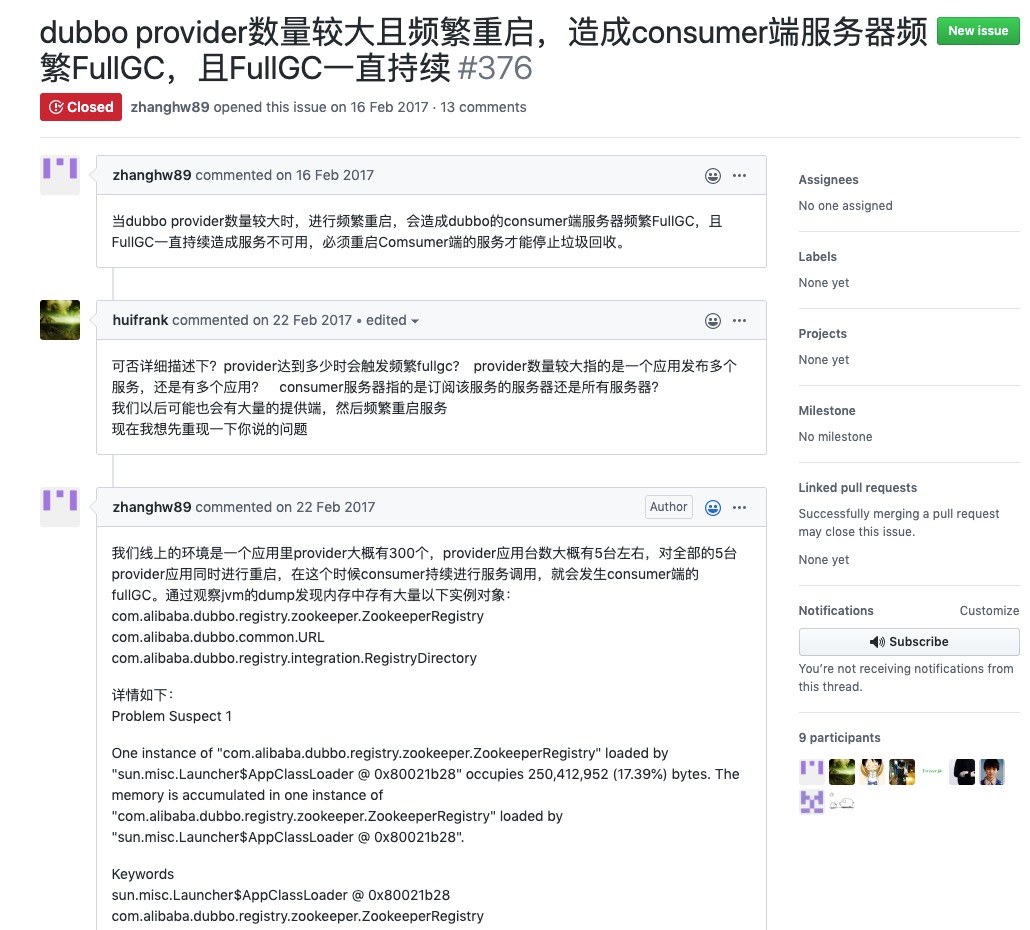 dubbo provider数量较大且频繁重启，造成consumer端服务器频
繁FullGC，且FullGC一直持续 #376
New issue
Closed zhanghw89 opened this issue on 16 Feb 2017 · 13 comments
zhanghw89 commented on 16 Feb 2017
当dubbo provider数量较大时，进行频繁重启，会造成dubbo的consumer端服务器频繁FullGC，且
FullGC一直持续造成服务不可用，必须重启Comsumer端的服务才能停止垃圾回收。
huifrank commented on 22 Feb 2017 • edited
可否详细描述下？provider达到多少时会触发频繁fullgc？ provider数量较大指的是一个应用发布多个
服务，还是有多个应用？ consumer服务器指的是订阅该服务的服务器还是所有服务器？
我们以后可能也会有大量的提供端，然后频繁重启服务
现在我想先重现一下你说的问题
zhanghw89 commented on 22 Feb 2017
Author
我们线上的环境是一个应用里provider大概有300个，provider应用台数大概有5台左右，对全部的5台
provider应用同时进行重启，在这个时候consumer持续进行服务调用，就会发生consumer端的
fullGC。通过观察jvm的dump发现内存中存有大量以下实例对象：
com.alibaba.dubbo.registry.zookeeper.ZookeeperRegistry
com.alibaba.dubbo.common.URL
com.alibaba.dubbo.registry.integration.RegistryDirectory
详情如下：
Problem Suspect 1
One instance of "com.alibaba.dubbo.registry.zookeeper.ZookeeperRegistry" loaded by
"sun.misc.Launcher$AppClassLoader @ 0x80021b28" occupies 250,412,952 (17.39%) bytes. The
memory is accumulated in one instance of
"com.alibaba.dubbo.registry.zookeeper.ZookeeperRegistry" loaded by
"sun.misc.Launcher$AppClassLoader @ 0x80021b28".
Keywords
sun.misc.Launcher$AppClassLoader @ 0x80021b28
com.alibaba.dubbo.registry.zookeeper.ZookeeperRegistry
Assignees
No one assigned
Labels
None yet
Projects
None yet
Milestone
No milestone
Linked pull requests
Successfully merging a pull request
may close this issue.
None yet
Notifications Customize
Subscribe
You're not receiving notifications from
this thread.
9 participants